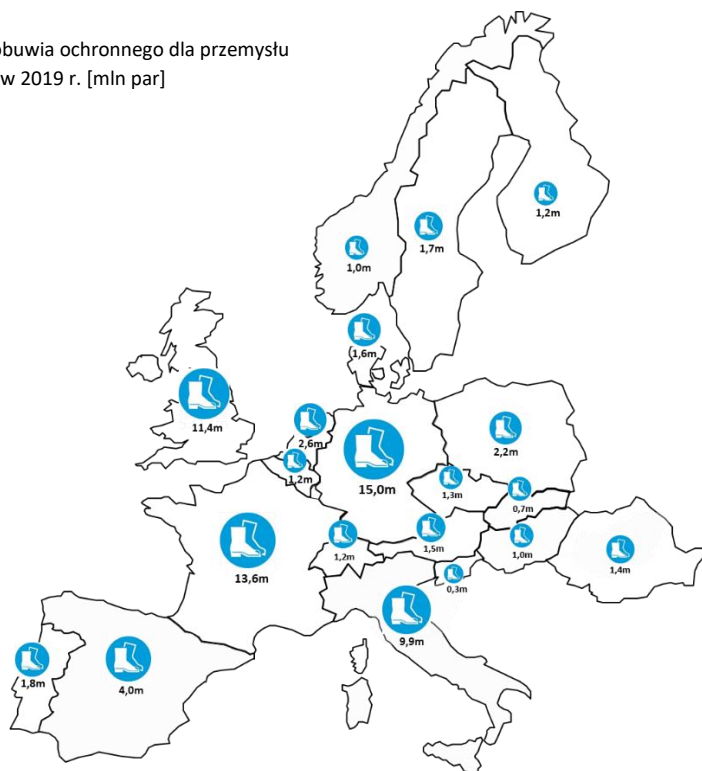 obuwia ochronnego dla przemysłu
w 2019 r. [mln par]
1,2m
1,7m
1,0m
1,6m
11,4m
2,6m
2,2m
1,2m
15,0m
1,3m
0,7m
13,6m
1,2m
1,5m
1,0m
1,4m
0,3m
9,9m
1,8m
4,0m